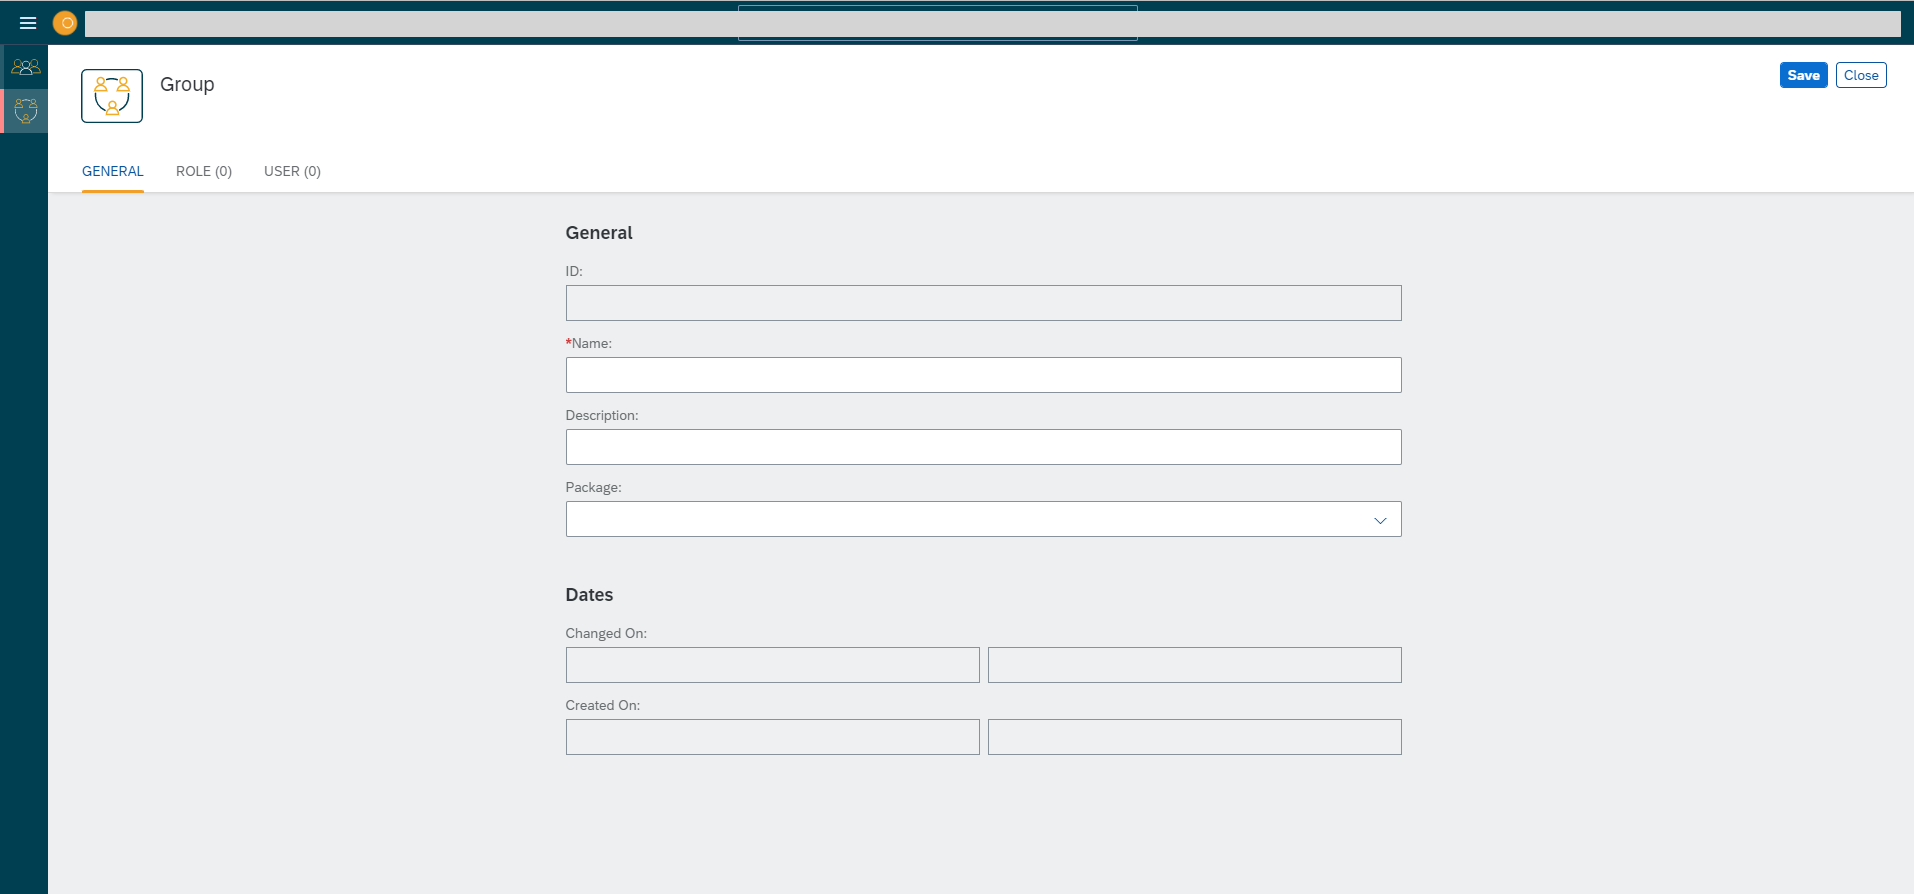 Group
Save Close
GENERAL ROLE (0) USER (0)
General
ID:
*Name:
Description:
Package:
Dates
Changed On:
Created On: